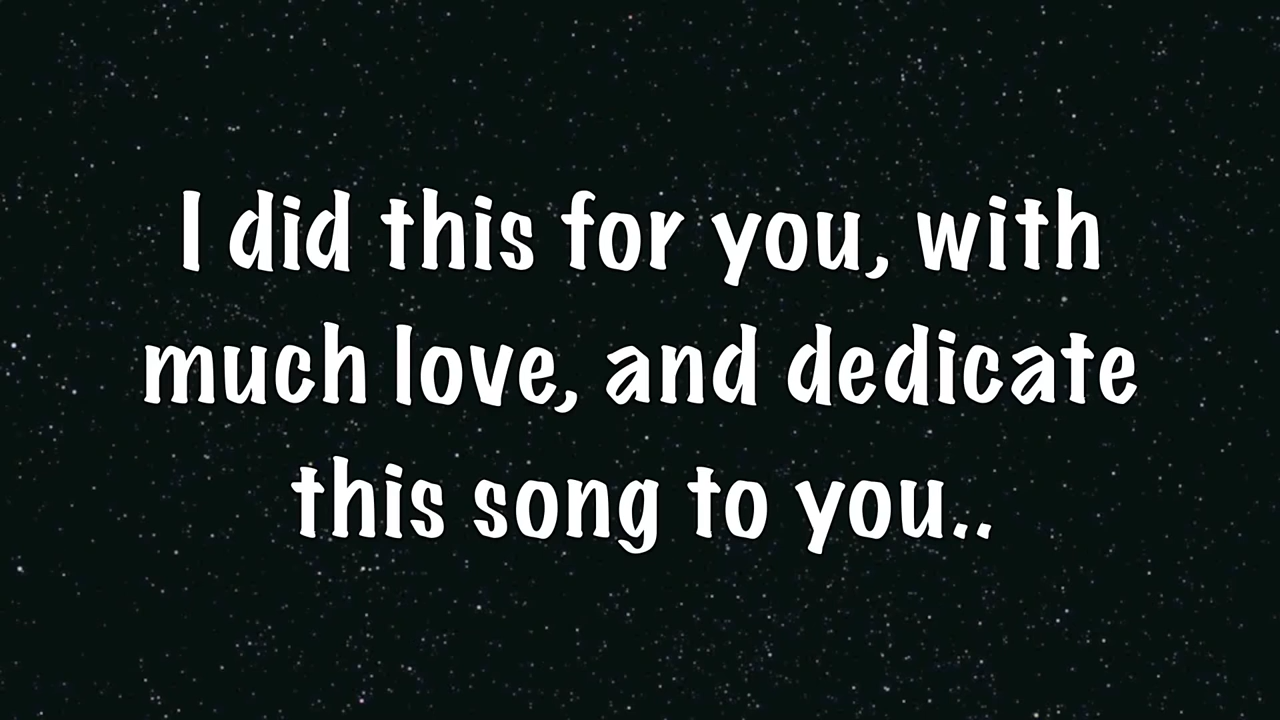 I did this for you, with
much love, and dedicate
this song to you..